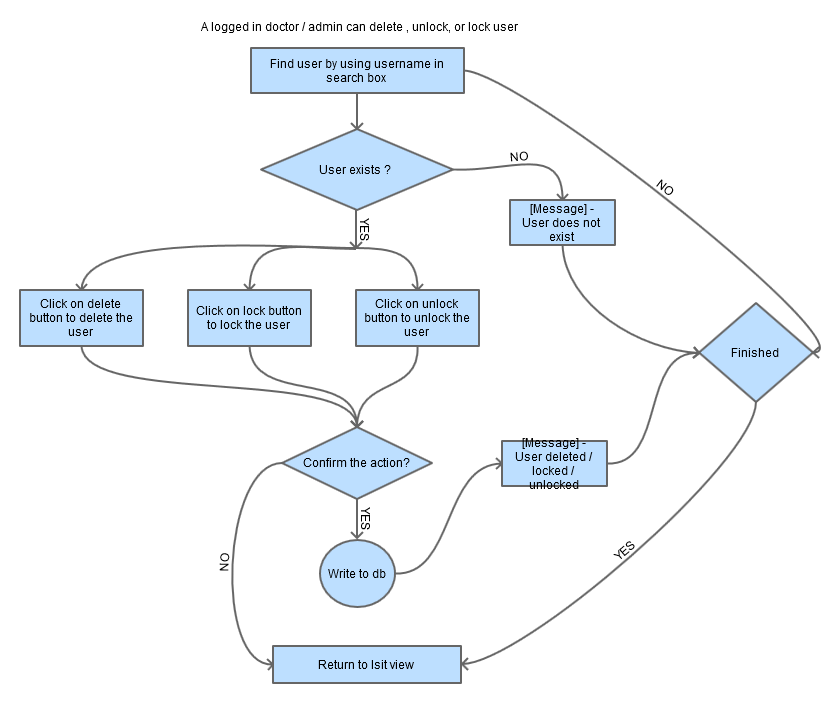 A logged in doctor / admin can delete , unlock, or lock user
Find user by using username in
search box
User exists ?
NO
NO
[Message] -
User does not
exist
YES
Click on delete
button to delete the
user
Click on lock button
to lock the user
Click on unlock
button to unlock the
user
Finished
Confirm the action?
[Message] -
User deleted /
locked /
unlocked
YES
YES
NO
Write to db
Return to lsit view